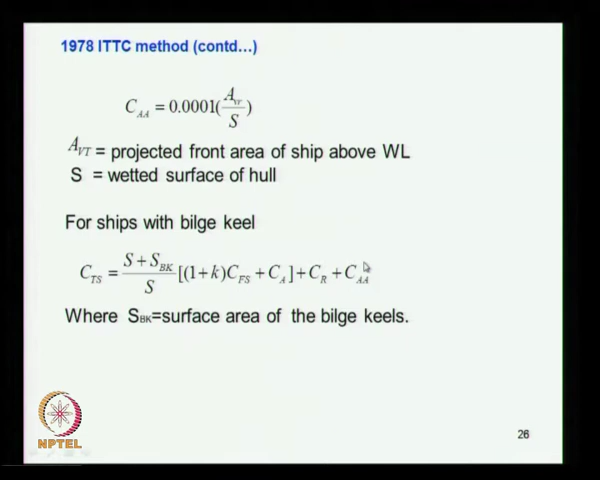 1978 ITTC method (contd…)
C_AA = 0.0001(A_VT/S)
A_VT = projected front area of ship above WL
S = wetted surface of hull
For ships with bilge keel
C_TS = (S + S_BK)/S [(1+k)C_FS + C_A] + C_R + C_AA
Where S_BK=surface area of the bilge keels.
NPTEL
26